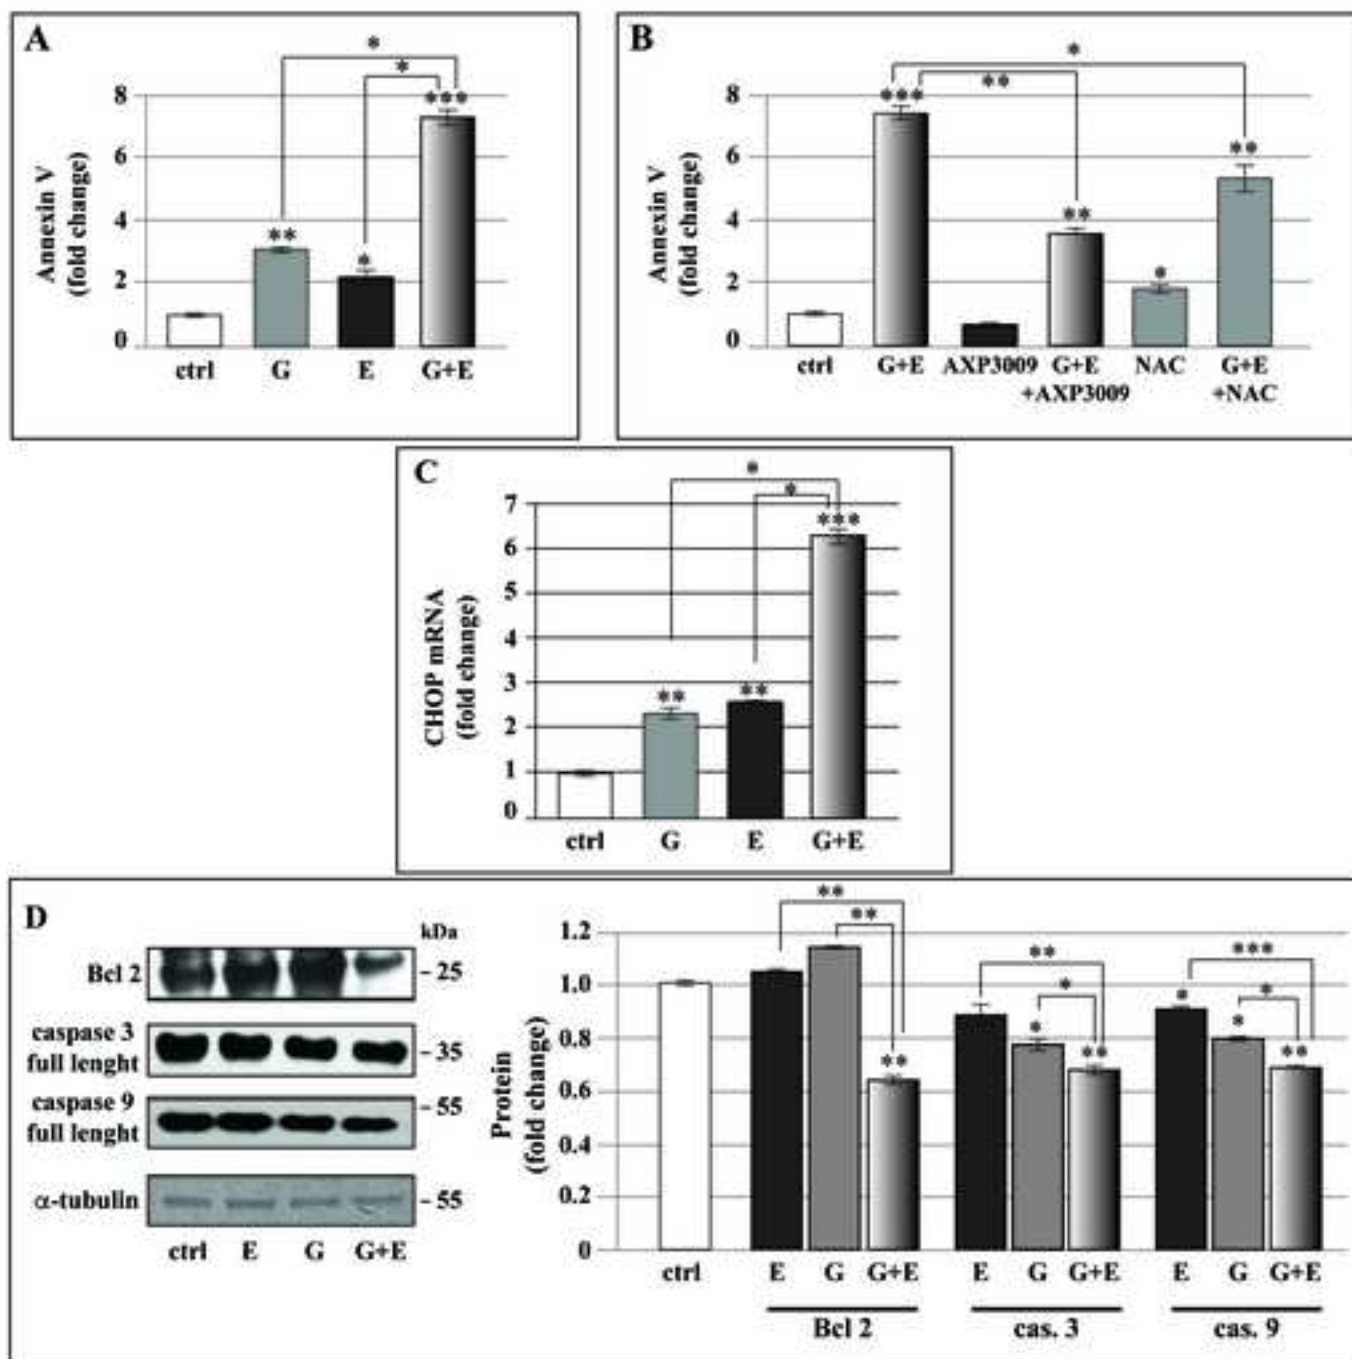 A
*
*
***
**
*
8
6
4
2
0
Annexin V
(fold change)
ctrl G E G+E
B
*
**
***
**
**
*
8
6
4
2
0
Annexin V
(fold change)
ctrl G+E AXP3009 G+E NAC G+E
+AXP3009 +NAC
C
*
*
***
**
**
7
6
5
4
3
2
1
0
CHOP mRNA
(fold change)
ctrl G E G+E
D
kDa
Bcl 2 - 25
caspase 3
full lenght - 35
caspase 9
full lenght - 55
α-tubulin - 55
ctrl E G G+E
**
**
**
**
*
*
**
***
*
*
*
**
1.2
1.0
0.8
0.6
0.4
0.2
0
Protein
(fold change)
ctrl E G G+E E G G+E E G G+E
Bcl 2 cas. 3 cas. 9